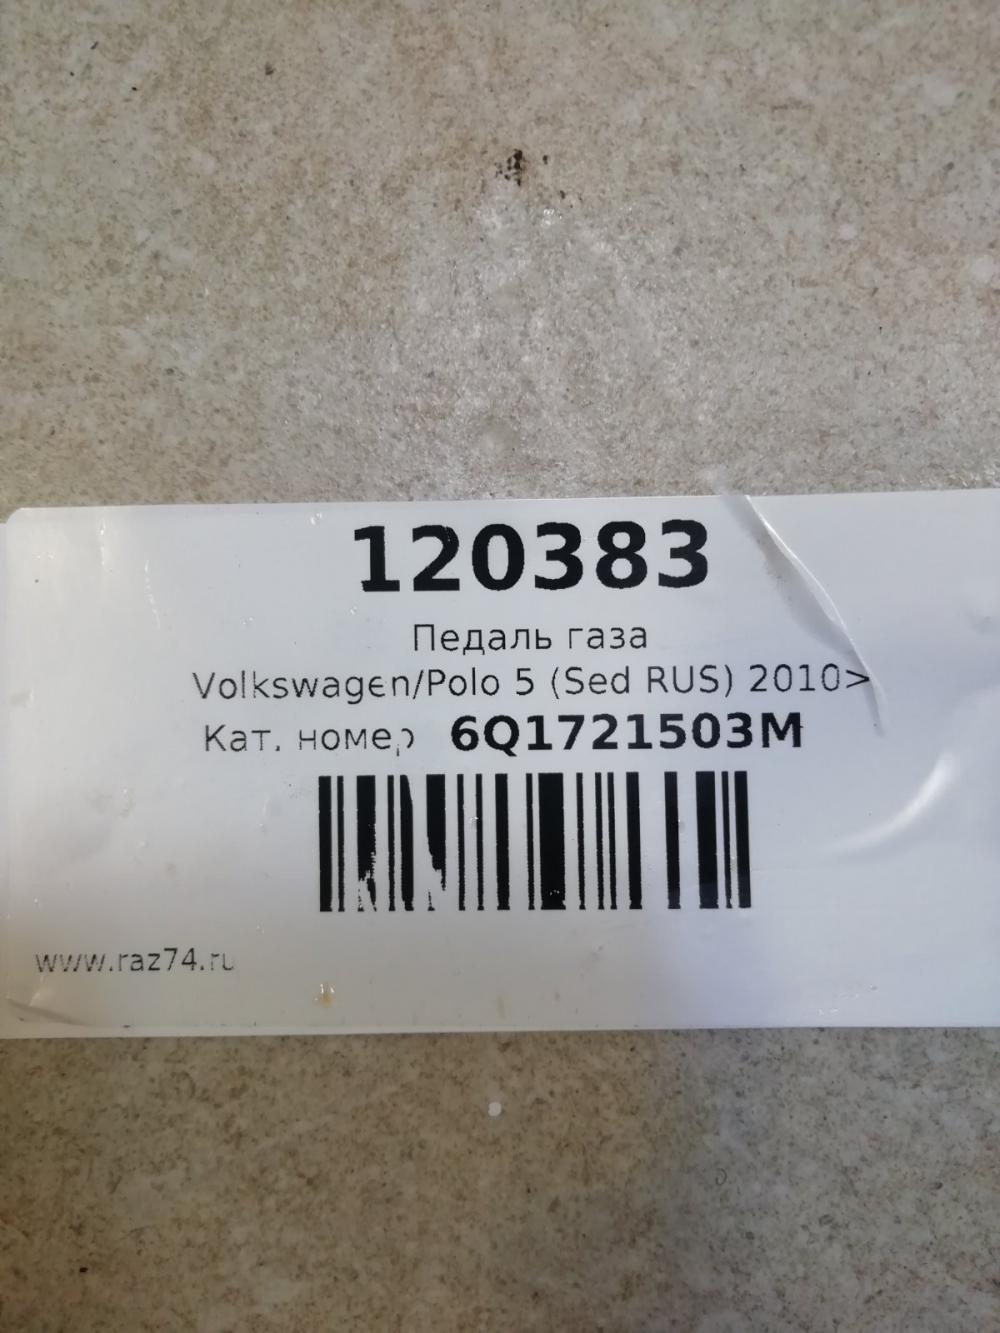 120383
Педаль газа
Volkswagen/Polo 5 (Sed RUS) 2010>
Кат. номер 6Q1721503M
www.raz74.ru